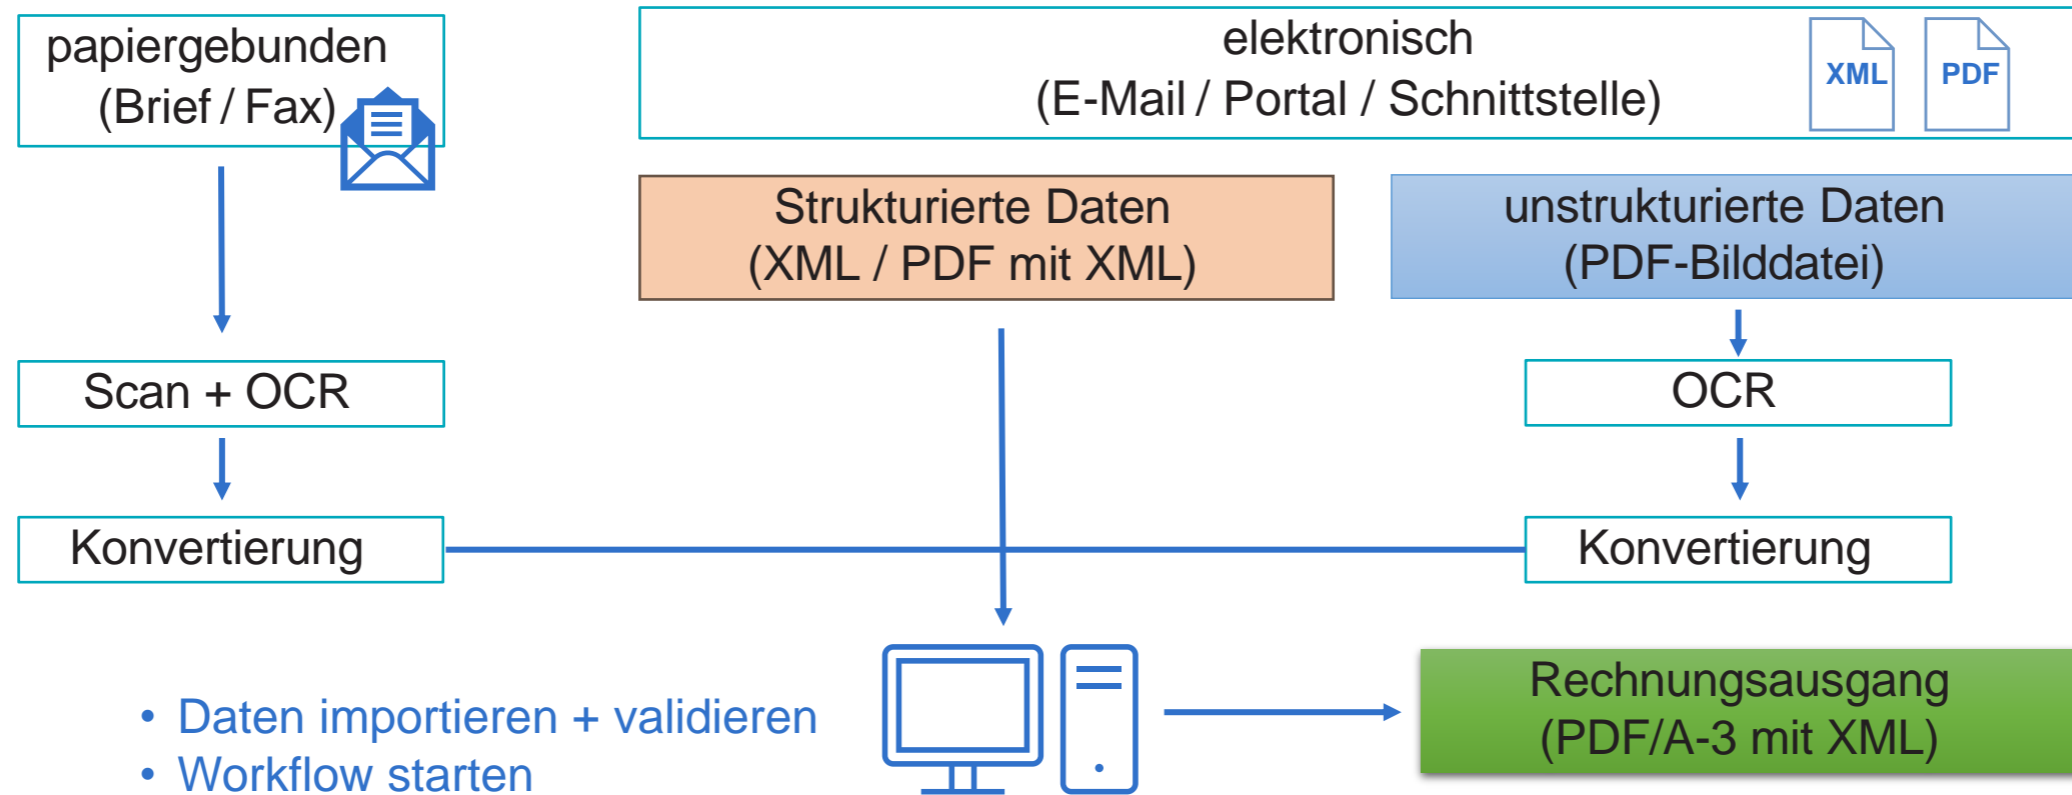 papiergebunden
(Brief / Fax)
elektronisch
(E-Mail / Portal / Schnittstelle)
XML
PDF
Strukturierte Daten
(XML / PDF mit XML)
unstrukturierte Daten
(PDF-Bilddatei)
Scan + OCR
OCR
Konvertierung
Konvertierung
• Daten importieren + validieren
• Workflow starten
Rechnungsausgang
(PDF/A-3 mit XML)